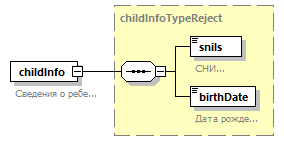 childInfoTypeReject
childInfo
Сведения о ребе...
snils
СНИ...
birthDate
Дата рожде...